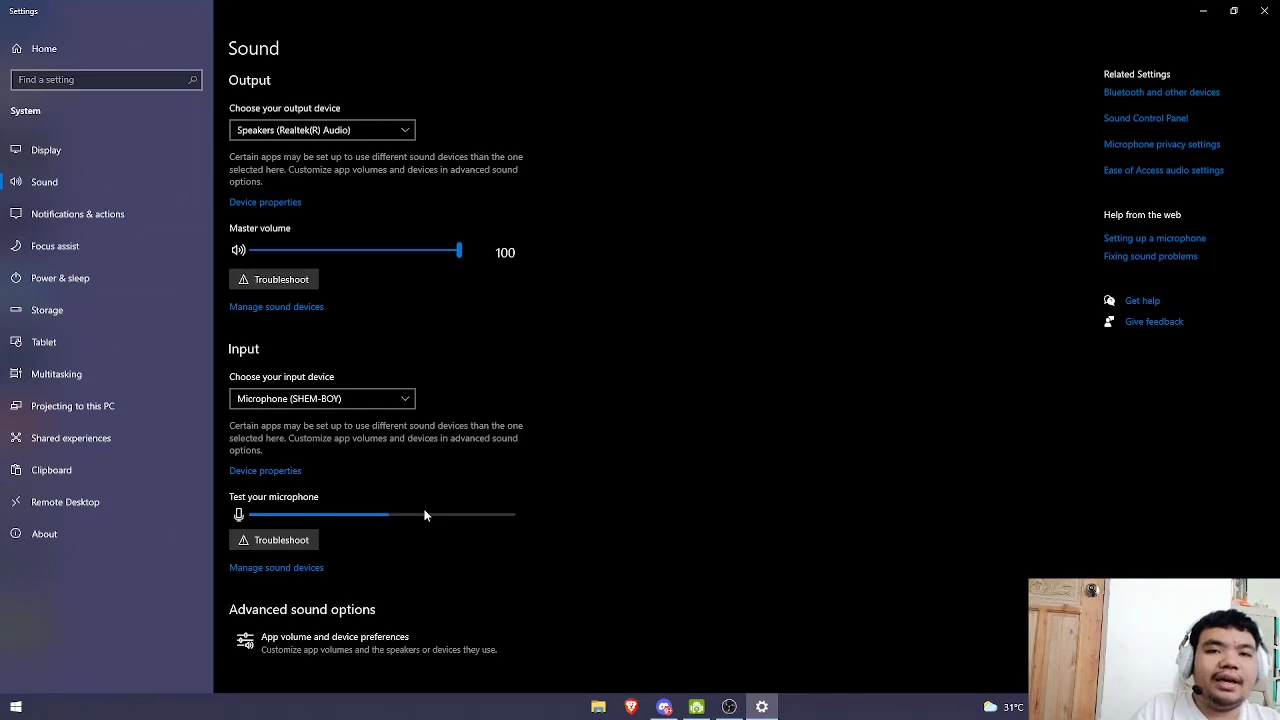 Settings
Home
Find a setting
System
Display
Sound
Notifications & actions
Focus assist
Power & sleep
Storage
Tablet
Multitasking
Projecting to this PC
Shared experiences
Clipboard
Remote Desktop
About
Sound
Output
Choose your output device
Speakers (Realtek(R) Audio)
Certain apps may be set up to use different sound devices than the one
selected here. Customize app volumes and devices in advanced sound
options.
Device properties
Master volume
100
Troubleshoot
Manage sound devices
Input
Choose your input device
Microphone (SHEM-BOY)
Certain apps may be set up to use different sound devices than the one
selected here. Customize app volumes and devices in advanced sound
options.
Device properties
Test your microphone
Troubleshoot
Manage sound devices
Advanced sound options
App volume and device preferences
Customize app volumes and the speakers or devices they use.
Related Settings
Bluetooth and other devices
Sound Control Panel
Microphone privacy settings
Ease of Access audio settings
Help from the web
Setting up a microphone
Fixing sound problems
Get help
Give feedback
31°C